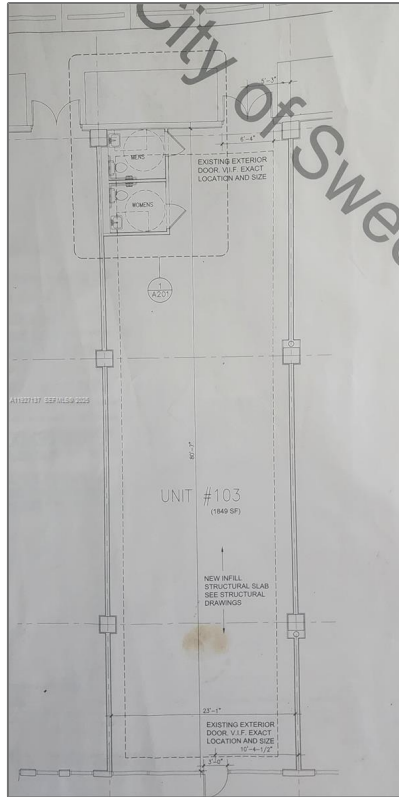 City of Swee
5'-3"
6'-4"
MENS
EXISTING EXTERIOR
DOOR. V.I.F. EXACT
LOCATION AND SIZE
WOMENS
1
A201
A11927137 SEFMLS® 2026
80'-7"
UNIT #103
(1849 SF)
NEW INFILL
STRUCTURAL SLAB
SEE STRUCTURAL
DRAWINGS
23'-1"
EXISTING EXTERIOR
DOOR. V.I.F. EXACT
LOCATION AND SIZE
10'-4-1/2"
3'-0"